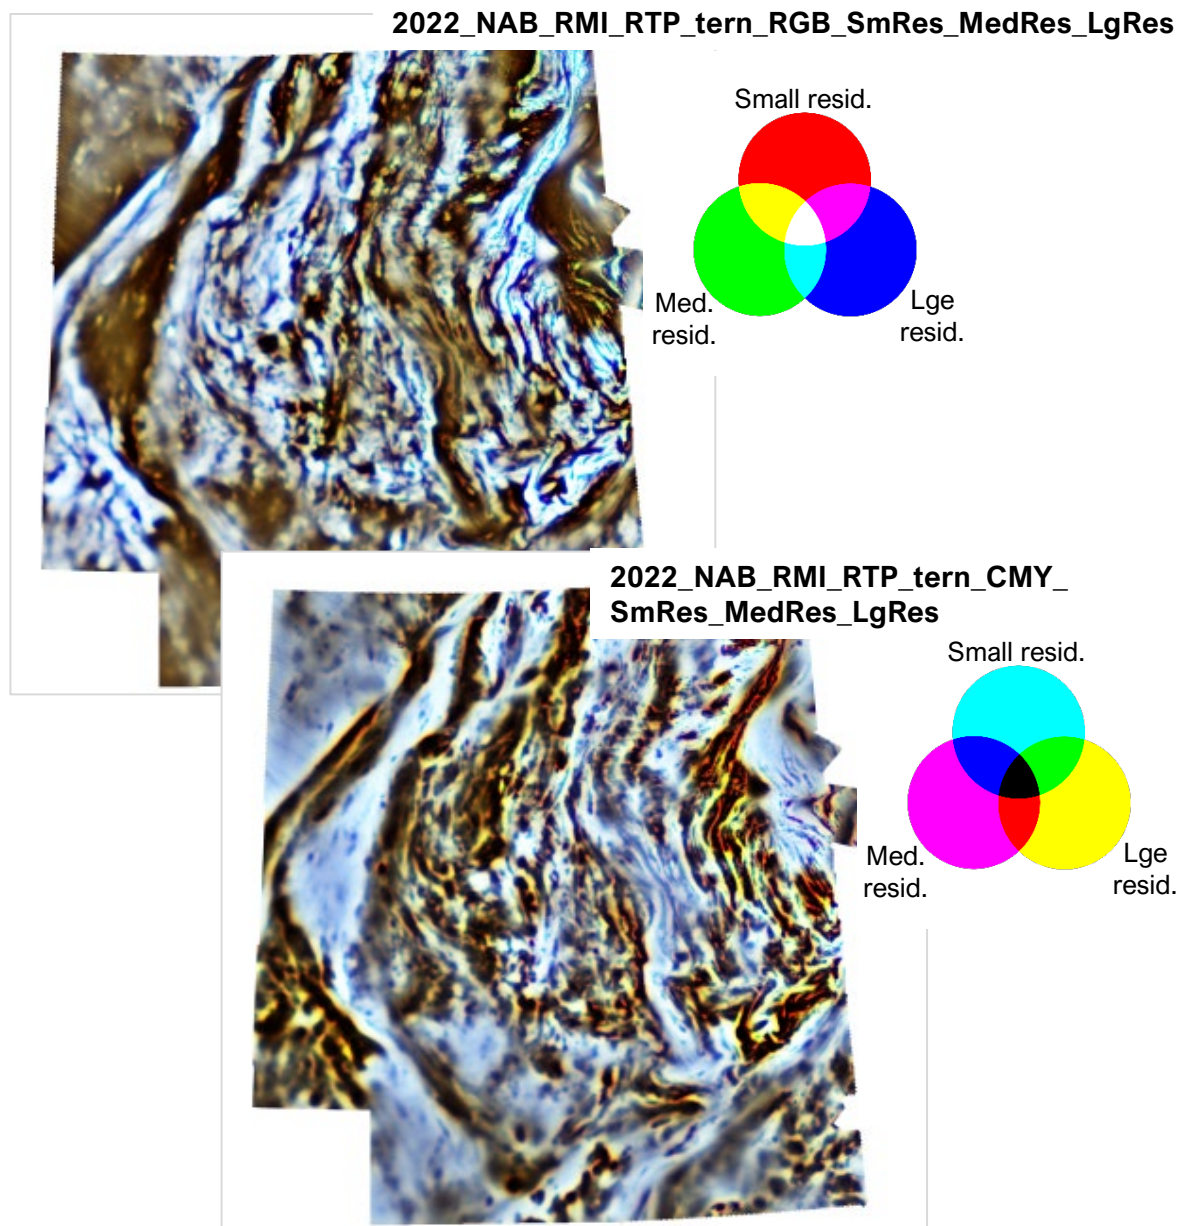 2022_NAB_RMI_RTP_tern_RGB_SmRes_MedRes_LgRes
Small resid.
Med.
resid.
Lge
resid.
2022_NAB_RMI_RTP_tern_CMY_
SmRes_MedRes_LgRes
Small resid.
Med.
resid.
Lge
resid.